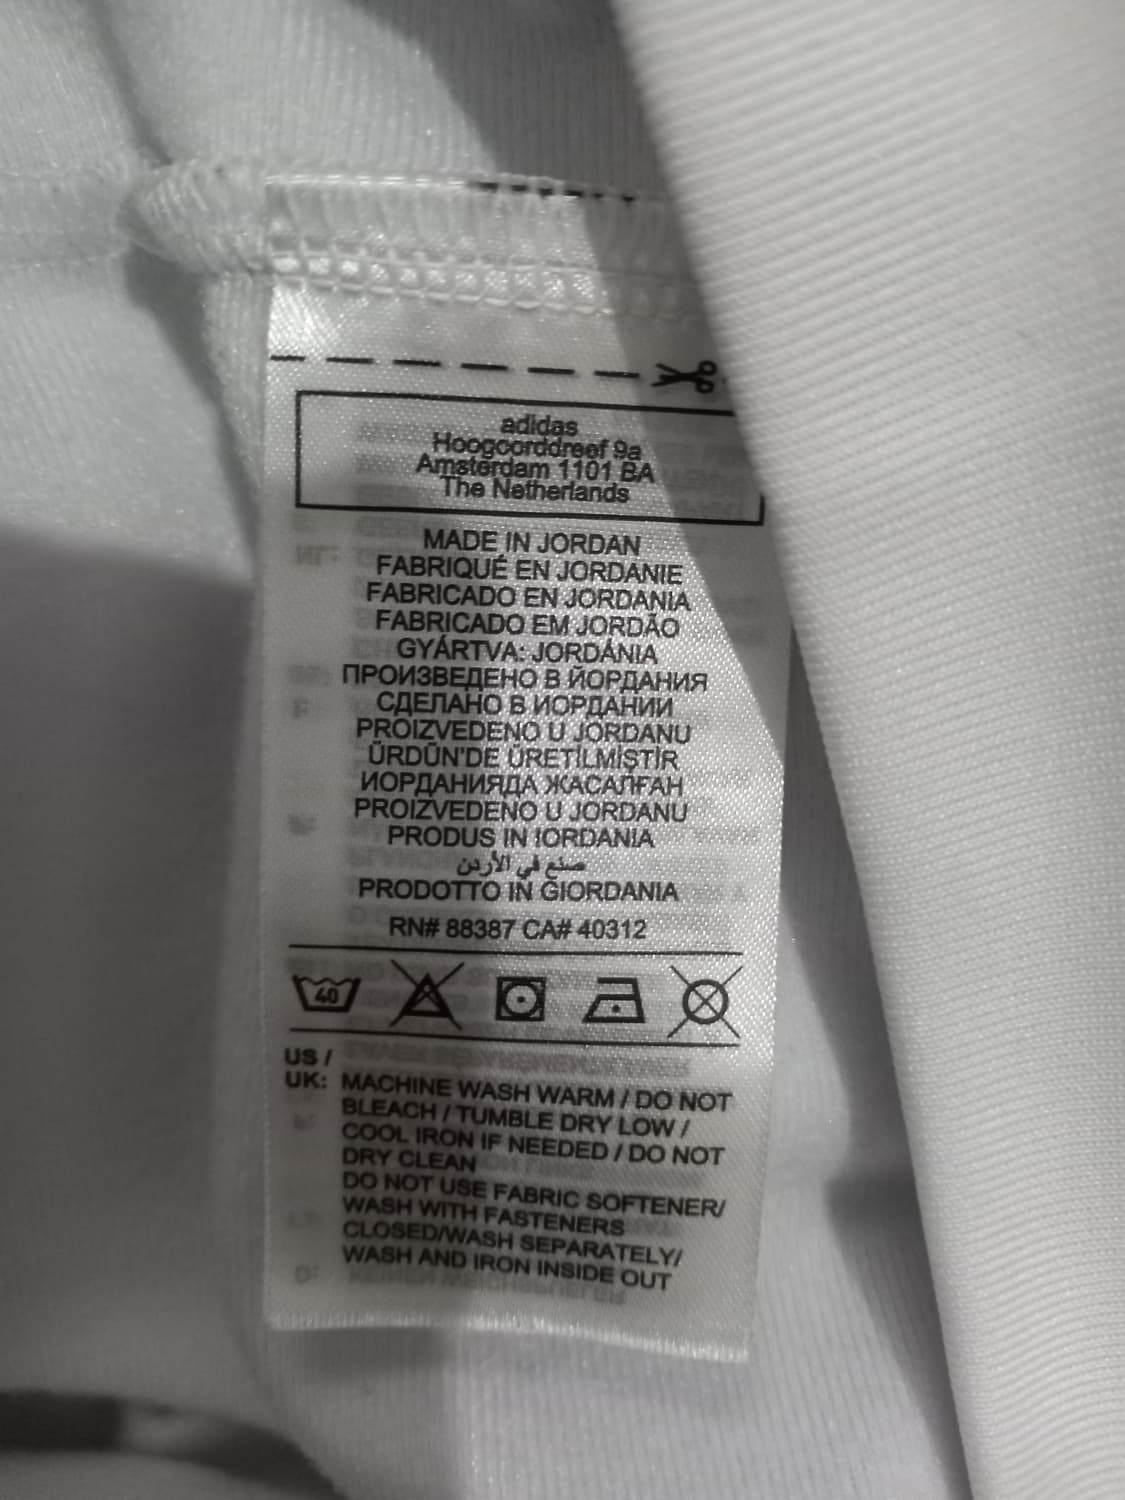 adidas
Hoogoorddreef 9a
Amsterdam 1101 BA
The Netherlands
MADE IN JORDAN
FABRIQUÉ EN JORDANIE
FABRICADO EN JORDANIA
FABRICADO EM JORDÃO
GYÁRTVA: JORDÁNIA
ПРОИЗВЕДЕНО В ЙОРДАНИЯ
СДЕЛАНО В ИОРДАНИИ
PROIZVEDENO U JORDANU
ÜRDÜN'DE ÜRETİLMİŞTİR
ИОРДАНИЯДА ЖАСАЛҒАН
PROIZVEDENO U JORDANU
PRODUS IN IORDANIA
صنع في الأردن
PRODOTTO IN GIORDANIA
RN# 88387 CA# 40312
40
US /
UK: MACHINE WASH WARM / DO NOT
BLEACH / TUMBLE DRY LOW /
COOL IRON IF NEEDED / DO NOT
DRY CLEAN
DO NOT USE FABRIC SOFTENER/
WASH WITH FASTENERS
CLOSED/WASH SEPARATELY/
WASH AND IRON INSIDE OUT